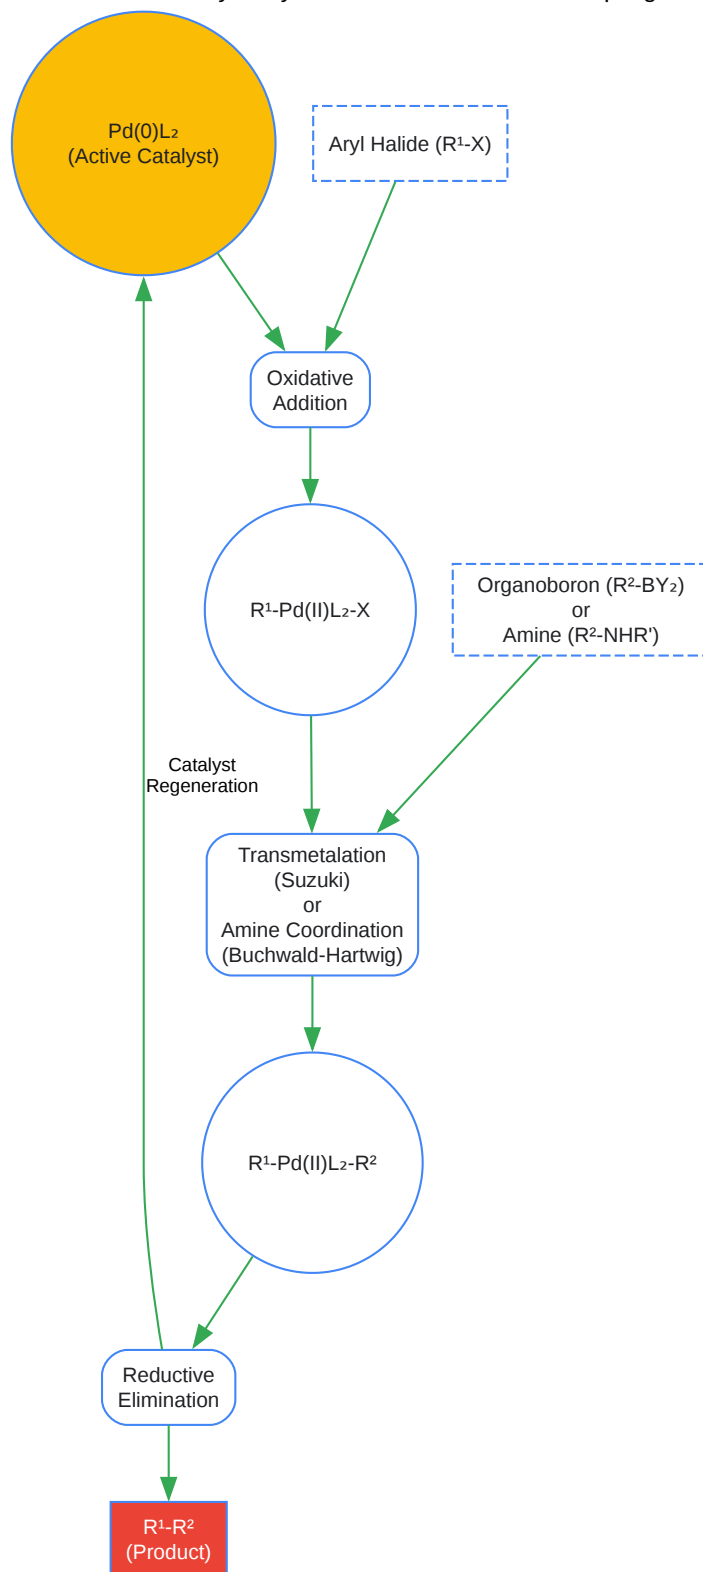 Pd(0)L₂
(Active Catalyst)
Aryl Halide (R¹-X)
Oxidative
Addition
R¹-Pd(II)L₂-X
Organoboron (R²-BY₂)
or
Amine (R²-NHR')
Catalyst
Regeneration
Transmetalation
(Suzuki)
or
Amine Coordination
(Buchwald-Hartwig)
R¹-Pd(II)L₂-R²
Reductive
Elimination
R¹-R²
(Product)